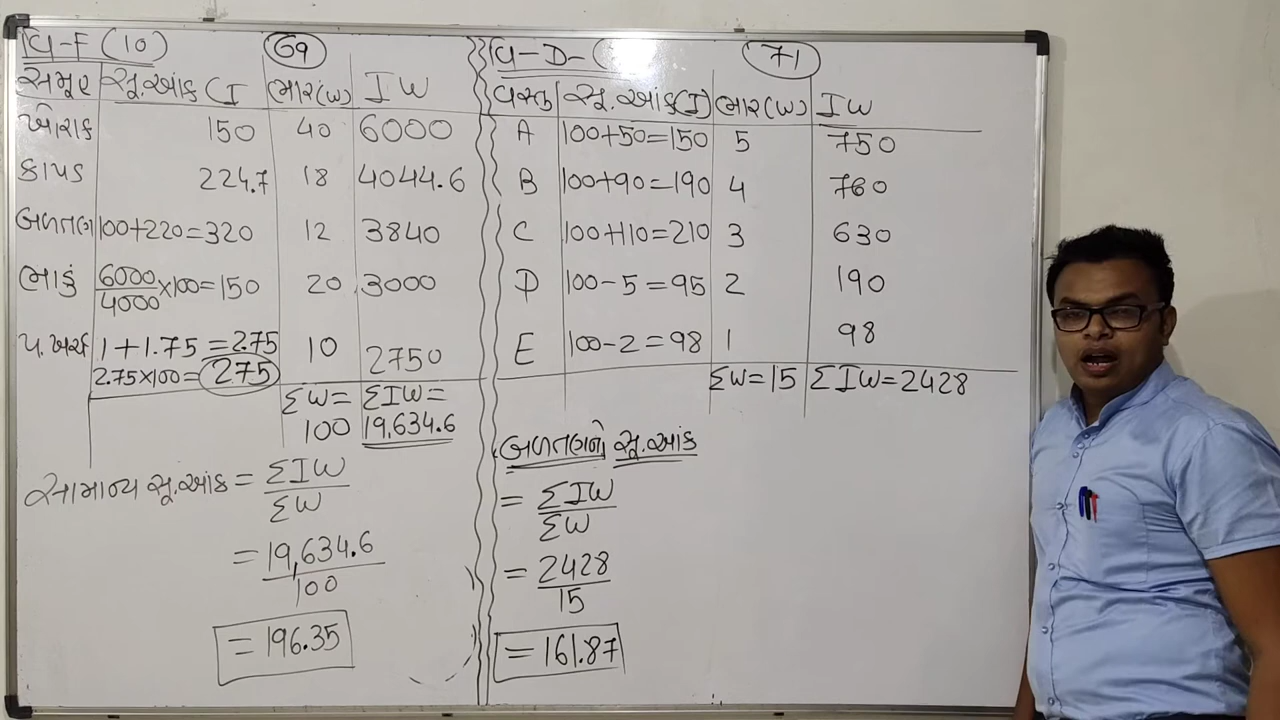 વિ-F (10) 69
સમૂહ સૂ.આંક (I ભાર(W) IW
ખોરાક 150 40 6000
કાપડ 224.7 18 4044.6
બળતણ 100+220=320 12 3840
ભાડું 6000/4000×100=150 20 3000
પ.ખર્ચ 1+1.75=2.75 10 2750
2.75×100=275
ΣW=100 ΣIW=19,634.6
સામાન્ય સૂ.આંક = ΣIW/ΣW
= 19,634.6/100
= 196.35
વિ-D-( 71
વસ્તુ સૂ.આંક(I) ભાર(W) IW
A 100+50=150 5 750
B 100+90=190 4 760
C 100+110=210 3 630
D 100-5=95 2 190
E 100-2=98 1 98
ΣW=15 ΣIW=2428
બળતણનો સૂ.આંક
= ΣIW/ΣW
= 2428/15
= 161.87